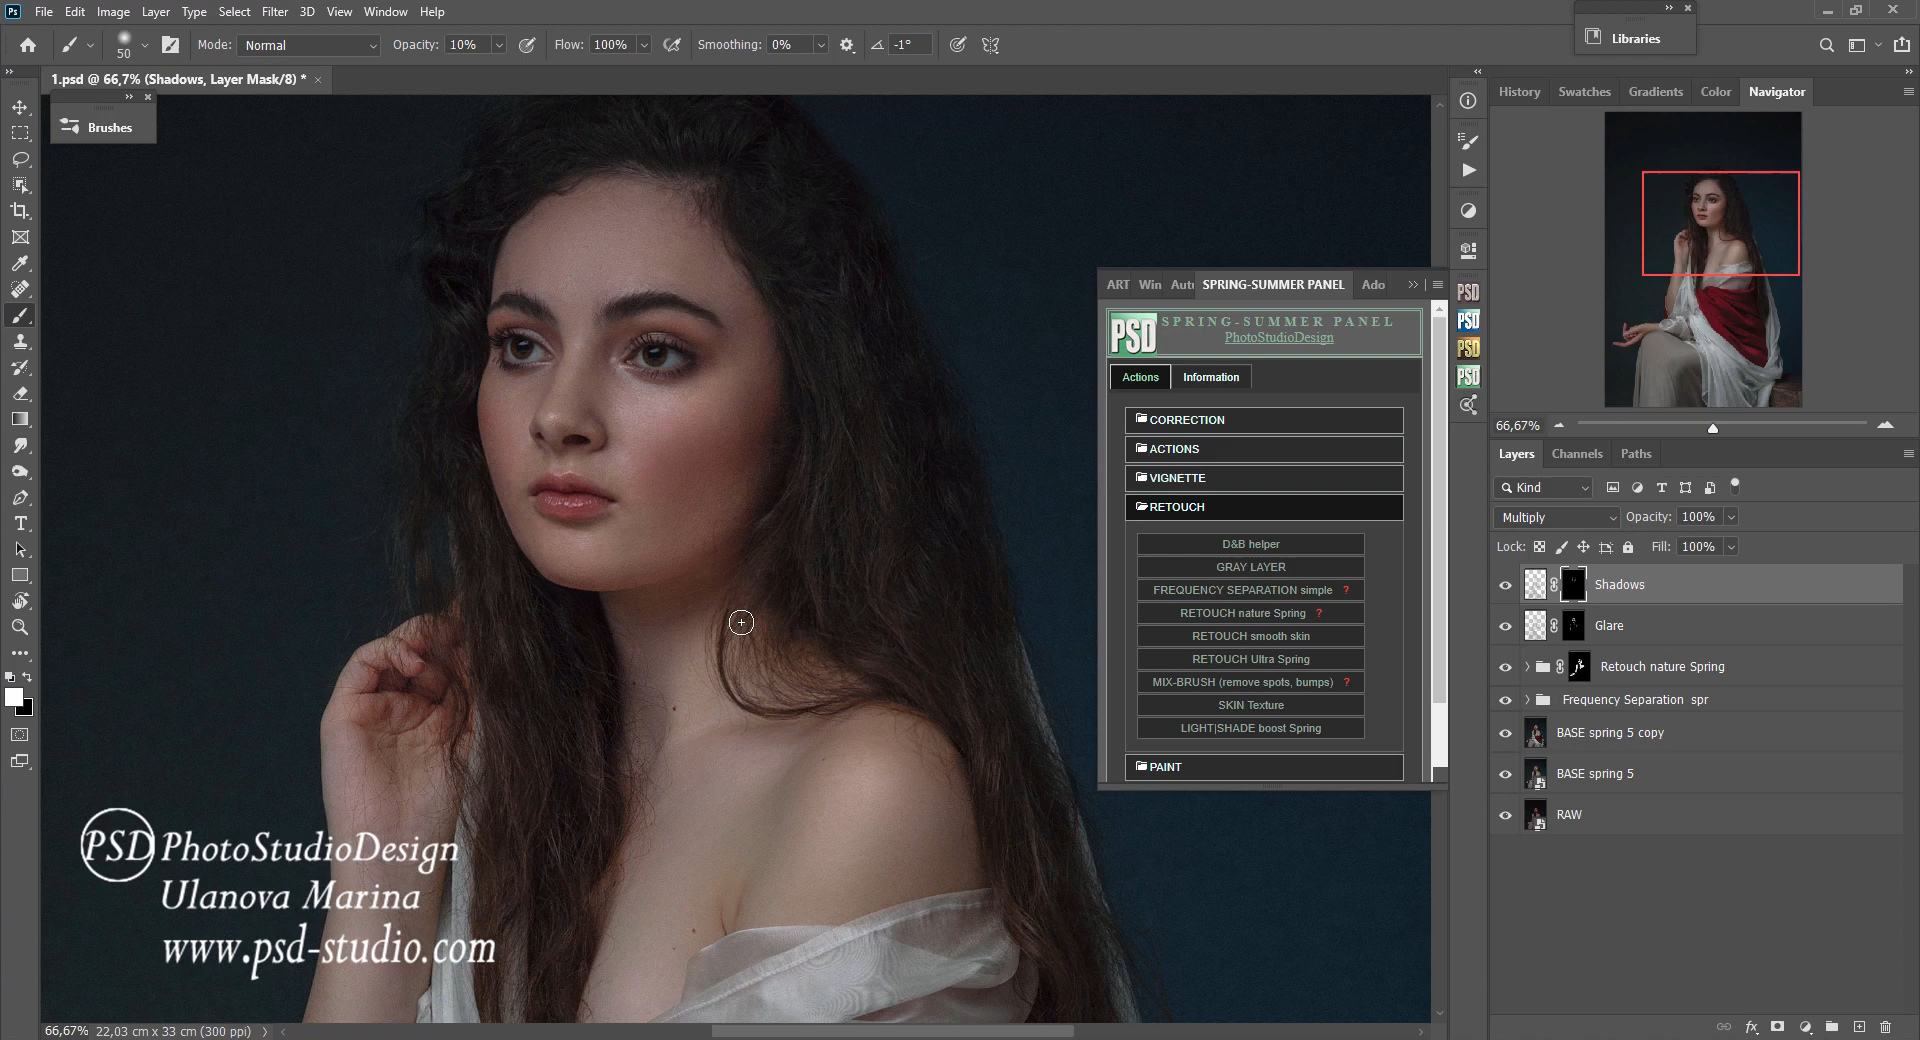 Ps File Edit Image Layer Type Select Filter 3D View Window Help
50 Mode: Normal Opacity: 10% Flow: 100% Smoothing: 0% -1°
Libraries
1.psd @ 66,7% (Shadows, Layer Mask/8) *
Brushes
History Swatches Gradients Color Navigator
ART Win Aut SPRING-SUMMER PANEL Ado
PSD SPRING-SUMMER PANEL
PhotoStudioDesign
Actions Information
CORRECTION
ACTIONS
VIGNETTE
RETOUCH
D&B helper
GRAY LAYER
FREQUENCY SEPARATION simple ?
RETOUCH nature Spring ?
RETOUCH smooth skin
RETOUCH Ultra Spring
MIX-BRUSH (remove spots, bumps) ?
SKIN Texture
LIGHT|SHADE boost Spring
PAINT
PSD
PSD
PSD
PSD
66,67%
Layers Channels Paths
Kind
Multiply Opacity: 100%
Lock: Fill: 100%
Shadows
Glare
Retouch nature Spring
Frequency Separation spr
BASE spring 5 copy
BASE spring 5
RAW
PSD PhotoStudioDesign
Ulanova Marina
www.psd-studio.com
66,67% 22,03 cm x 33 cm (300 ppi)